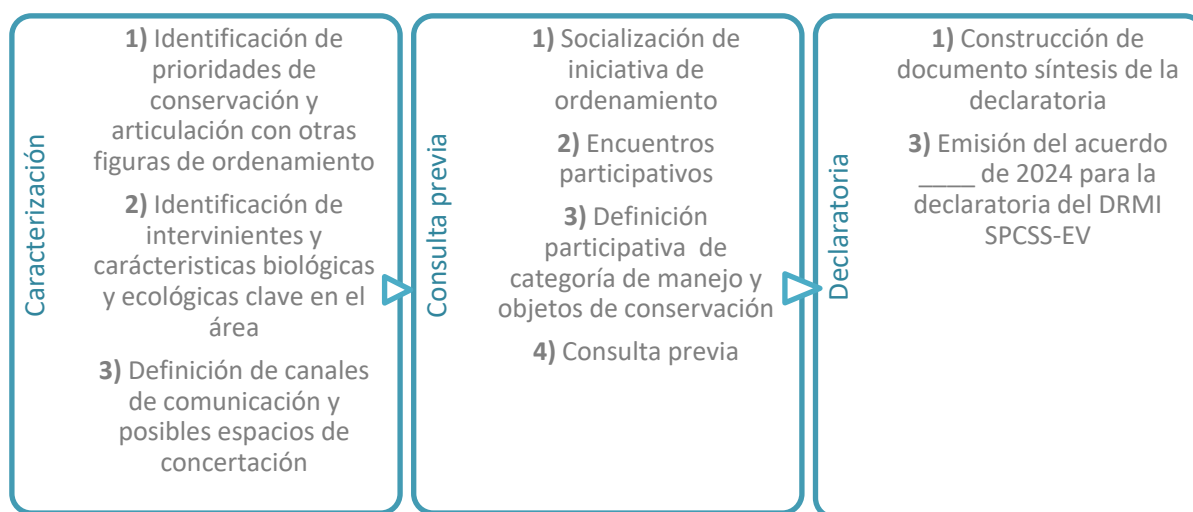 Caracterización
1) Identificación de
prioridades de
conservación y
articulación con otras
figuras de ordenamiento
2) Identificación de
intervinientes y
carácteristicas biológicas
y ecológicas clave en el
área
3) Definición de canales
de comunicación y
posibles espacios de
concertación
Consulta previa
1) Socialización de
iniciativa de
ordenamiento
2) Encuentros
participativos
3) Definición
participativa de
categoría de manejo y
objetos de conservación
4) Consulta previa
Declaratoria
1) Construcción de
documento síntesis de la
declaratoria
3) Emisión del acuerdo
____ de 2024 para la
declaratoria del DRMI
SPCSS-EV